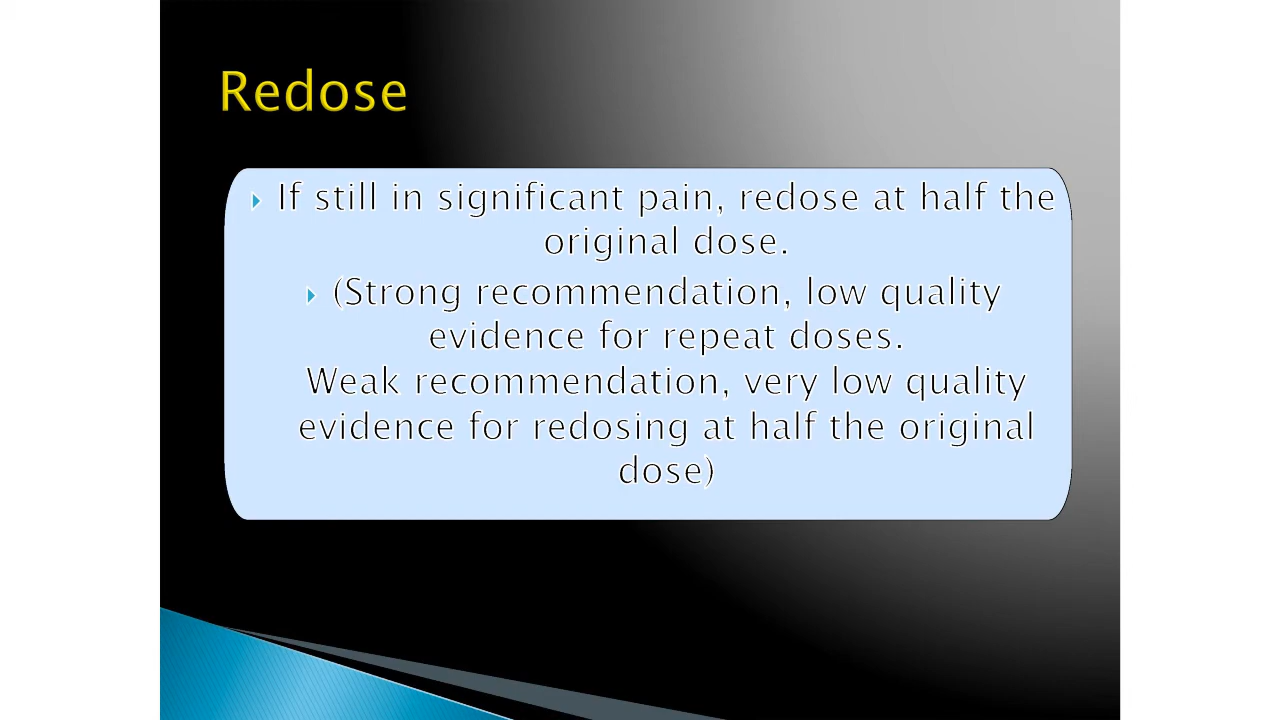 Redose
If still in significant pain, redose at half the
original dose.
(Strong recommendation, low quality
evidence for repeat doses.
Weak recommendation, very low quality
evidence for redosing at half the original
dose)